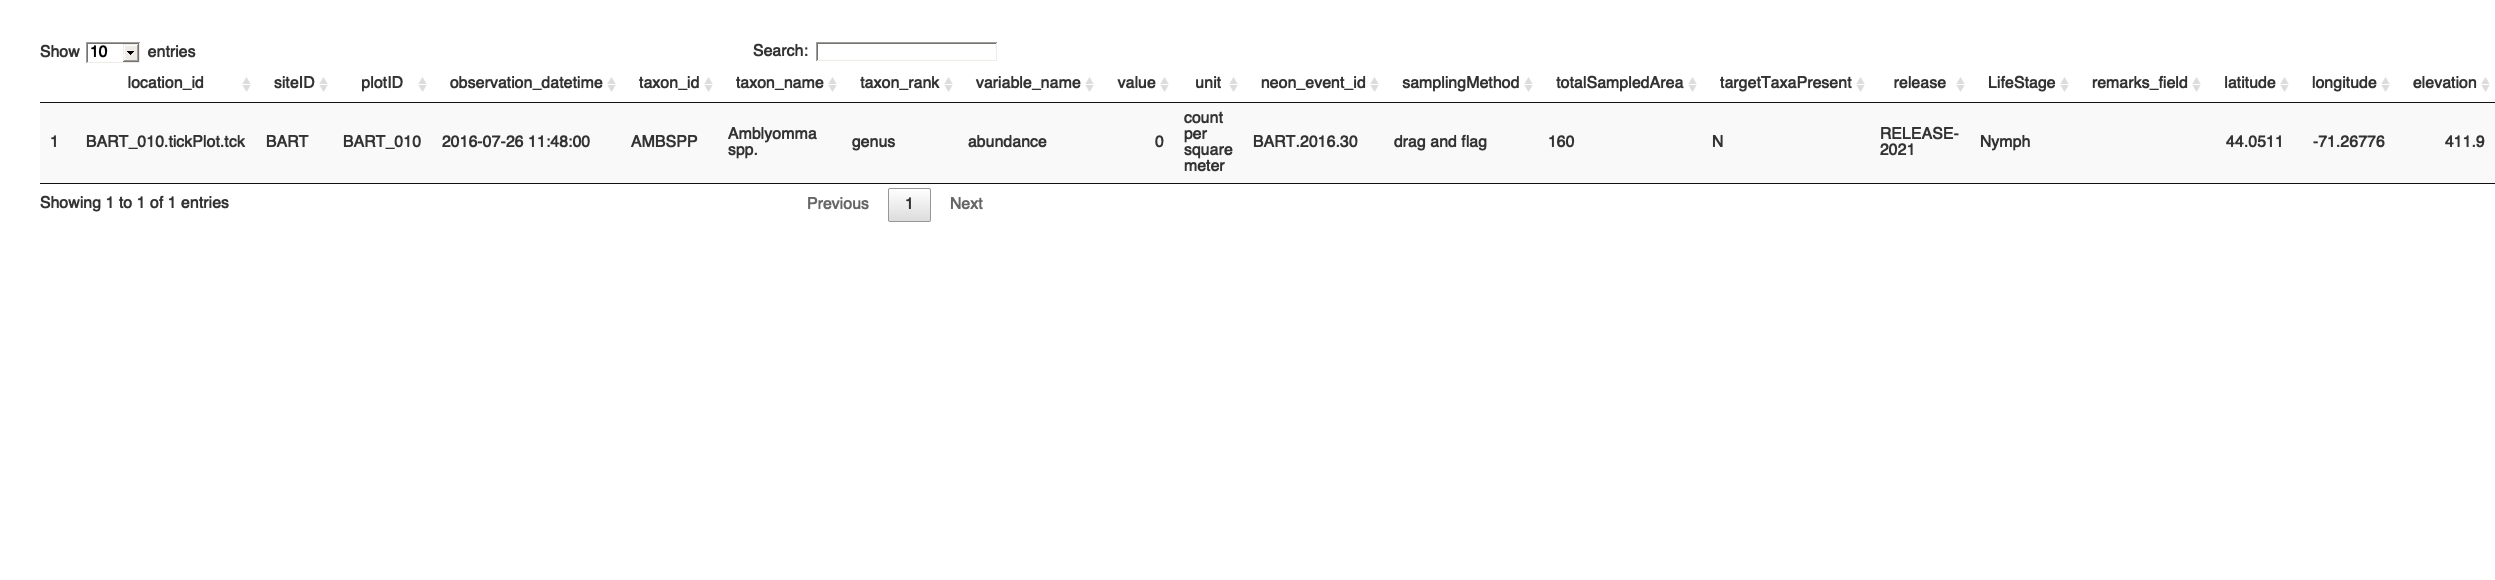 Show 10 entries Search:
location_id siteID plotID observation_datetime taxon_id taxon_name taxon_rank variable_name value unit neon_event_id samplingMethod totalSampledArea targetTaxaPresent release LifeStage remarks_field latitude longitude elevation
1 BART_010.tickPlot.tck BART BART_010 2016-07-26 11:48:00 AMBSPP Amblyomma spp. genus abundance 0 count per square meter BART.2016.30 drag and flag 160 N RELEASE-2021 Nymph 44.0511 -71.26776 411.9
Showing 1 to 1 of 1 entries Previous 1 Next